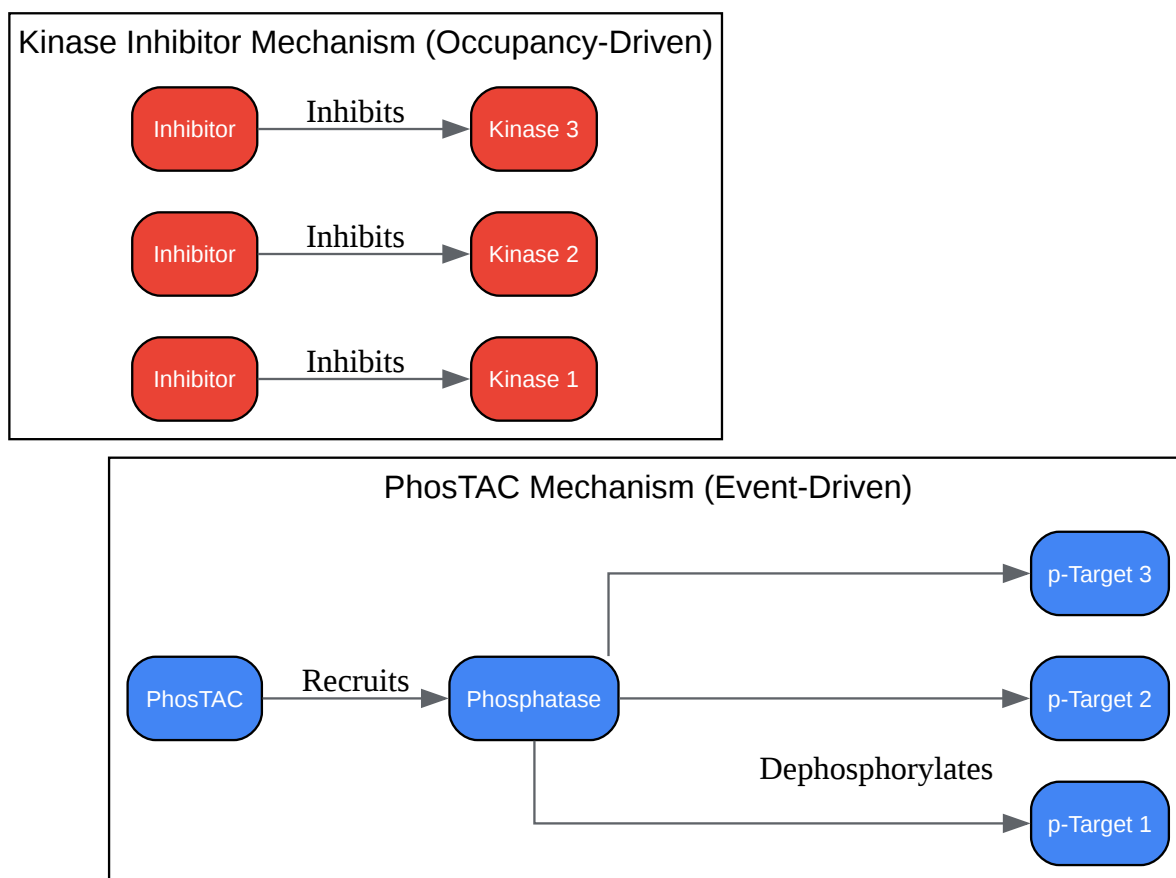 Kinase Inhibitor Mechanism (Occupancy-Driven)
Inhibitor
Inhibits
Kinase 3
Inhibitor
Inhibits
Kinase 2
Inhibitor
Inhibits
Kinase 1
PhosTAC Mechanism (Event-Driven)
p-Target 3
PhosTAC
Recruits
Phosphatase
p-Target 2
Dephosphorylates
p-Target 1